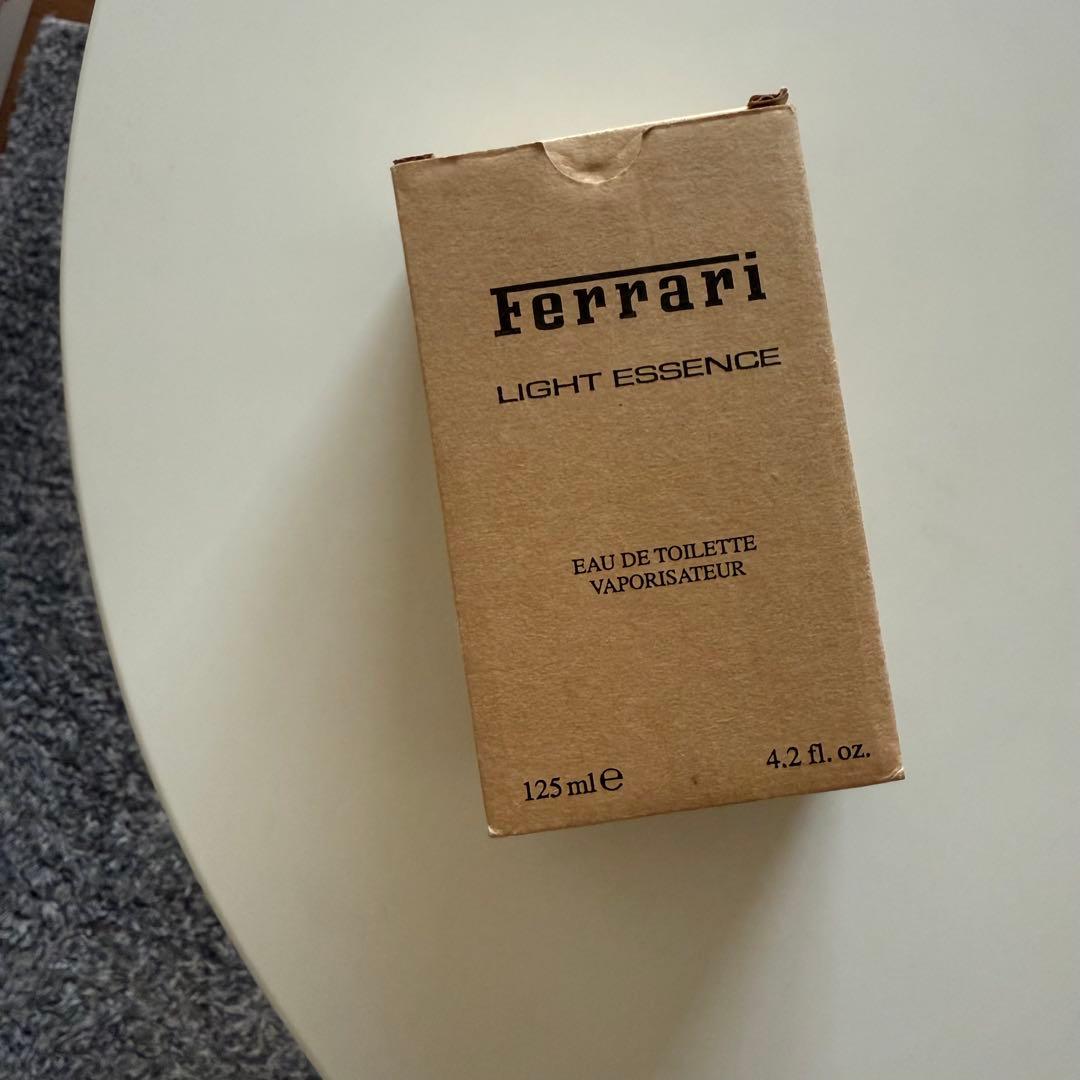 Ferrari
LIGHT ESSENCE
EAU DE TOILETTE
VAPORISATEUR
125 ml ℮
4.2 fl. oz.